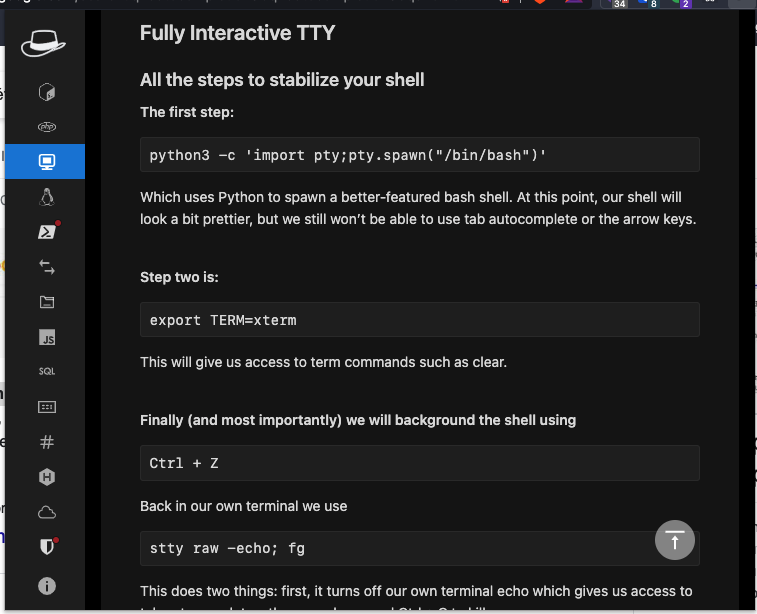 34
8
2
Fully Interactive TTY
All the steps to stabilize your shell
The first step:
python3 -c 'import pty;pty.spawn("/bin/bash")'
Which uses Python to spawn a better-featured bash shell. At this point, our shell will
look a bit prettier, but we still won't be able to use tab autocomplete or the arrow keys.
Step two is:
export TERM=xterm
This will give us access to term commands such as clear.
Finally (and most importantly) we will background the shell using
Ctrl + Z
Back in our own terminal we use
stty raw -echo; fg
This does two things: first, it turns off our own terminal echo which gives us access to
php
JS
SQL
#
H